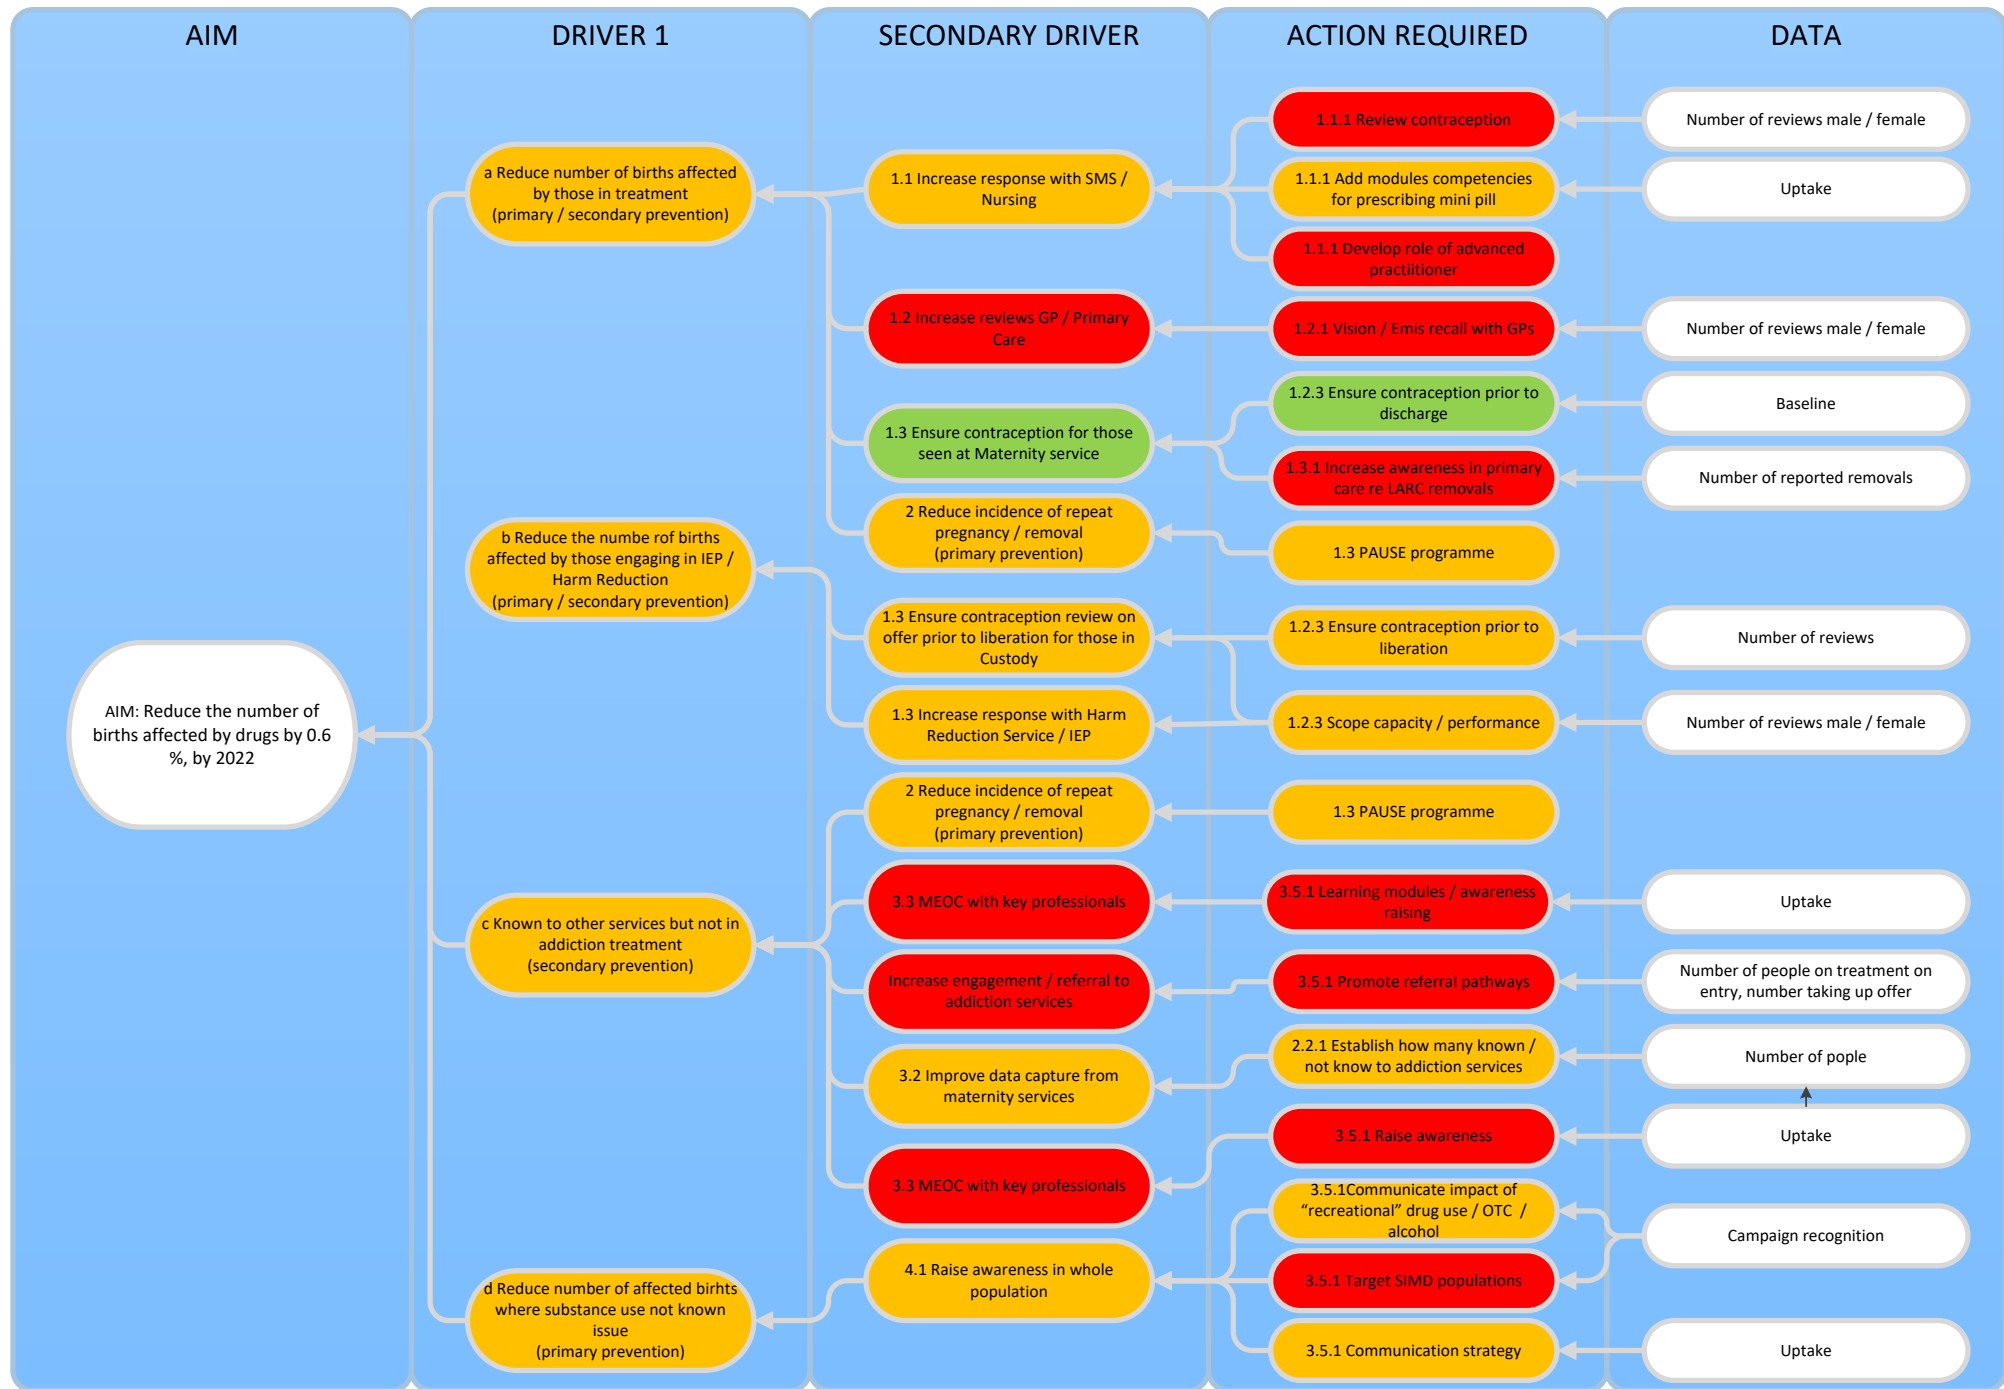 AIM
DRIVER 1
SECONDARY DRIVER
ACTION REQUIRED
DATA
AIM: Reduce the number of
births affected by drugs by 0.6
%, by 2022
a Reduce number of births affected
by those in treatment
(primary / secondary prevention)
b Reduce the numbe rof births
affected by those engaging in IEP /
Harm Reduction
(primary / secondary prevention)
c Known to other services but not in
addiction treatment
(secondary prevention)
d Reduce number of affected birhts
where substance use not known
issue
(primary prevention)
1.1 Increase response with SMS /
Nursing
1.2 Increase reviews GP / Primary
Care
1.3 Ensure contraception for those
seen at Maternity service
2 Reduce incidence of repeat
pregnancy / removal
(primary prevention)
1.3 Ensure contraception review on
offer prior to liberation for those in
Custody
1.3 Increase response with Harm
Reduction Service / IEP
2 Reduce incidence of repeat
pregnancy / removal
(primary prevention)
3.3 MEOC with key professionals
Increase engagement / referral to
addiction services
3.2 Improve data capture from
maternity services
3.3 MEOC with key professionals
4.1 Raise awareness in whole
population
1.1.1 Review contraception
1.1.1 Add modules competencies
for prescribing mini pill
1.1.1 Develop role of advanced
practiitioner
1.2.1 Vision / Emis recall with GPs
1.2.3 Ensure contraception prior to
discharge
1.3.1 Increase awareness in primary
care re LARC removals
1.3 PAUSE programme
1.2.3 Ensure contraception prior to
liberation
1.2.3 Scope capacity / performance
1.3 PAUSE programme
3.5.1 Learning modules / awareness
raising
3.5.1 Promote referral pathways
2.2.1 Establish how many known /
not know to addiction services
3.5.1 Raise awareness
3.5.1Communicate impact of
“recreational” drug use / OTC /
alcohol
3.5.1 Target SIMD populations
3.5.1 Communication strategy
Number of reviews male / female
Uptake
Number of reviews male / female
Baseline
Number of reported removals
Number of reviews
Number of reviews male / female
Uptake
Number of people on treatment on
entry, number taking up offer
Number of pople
Uptake
Campaign recognition
Uptake